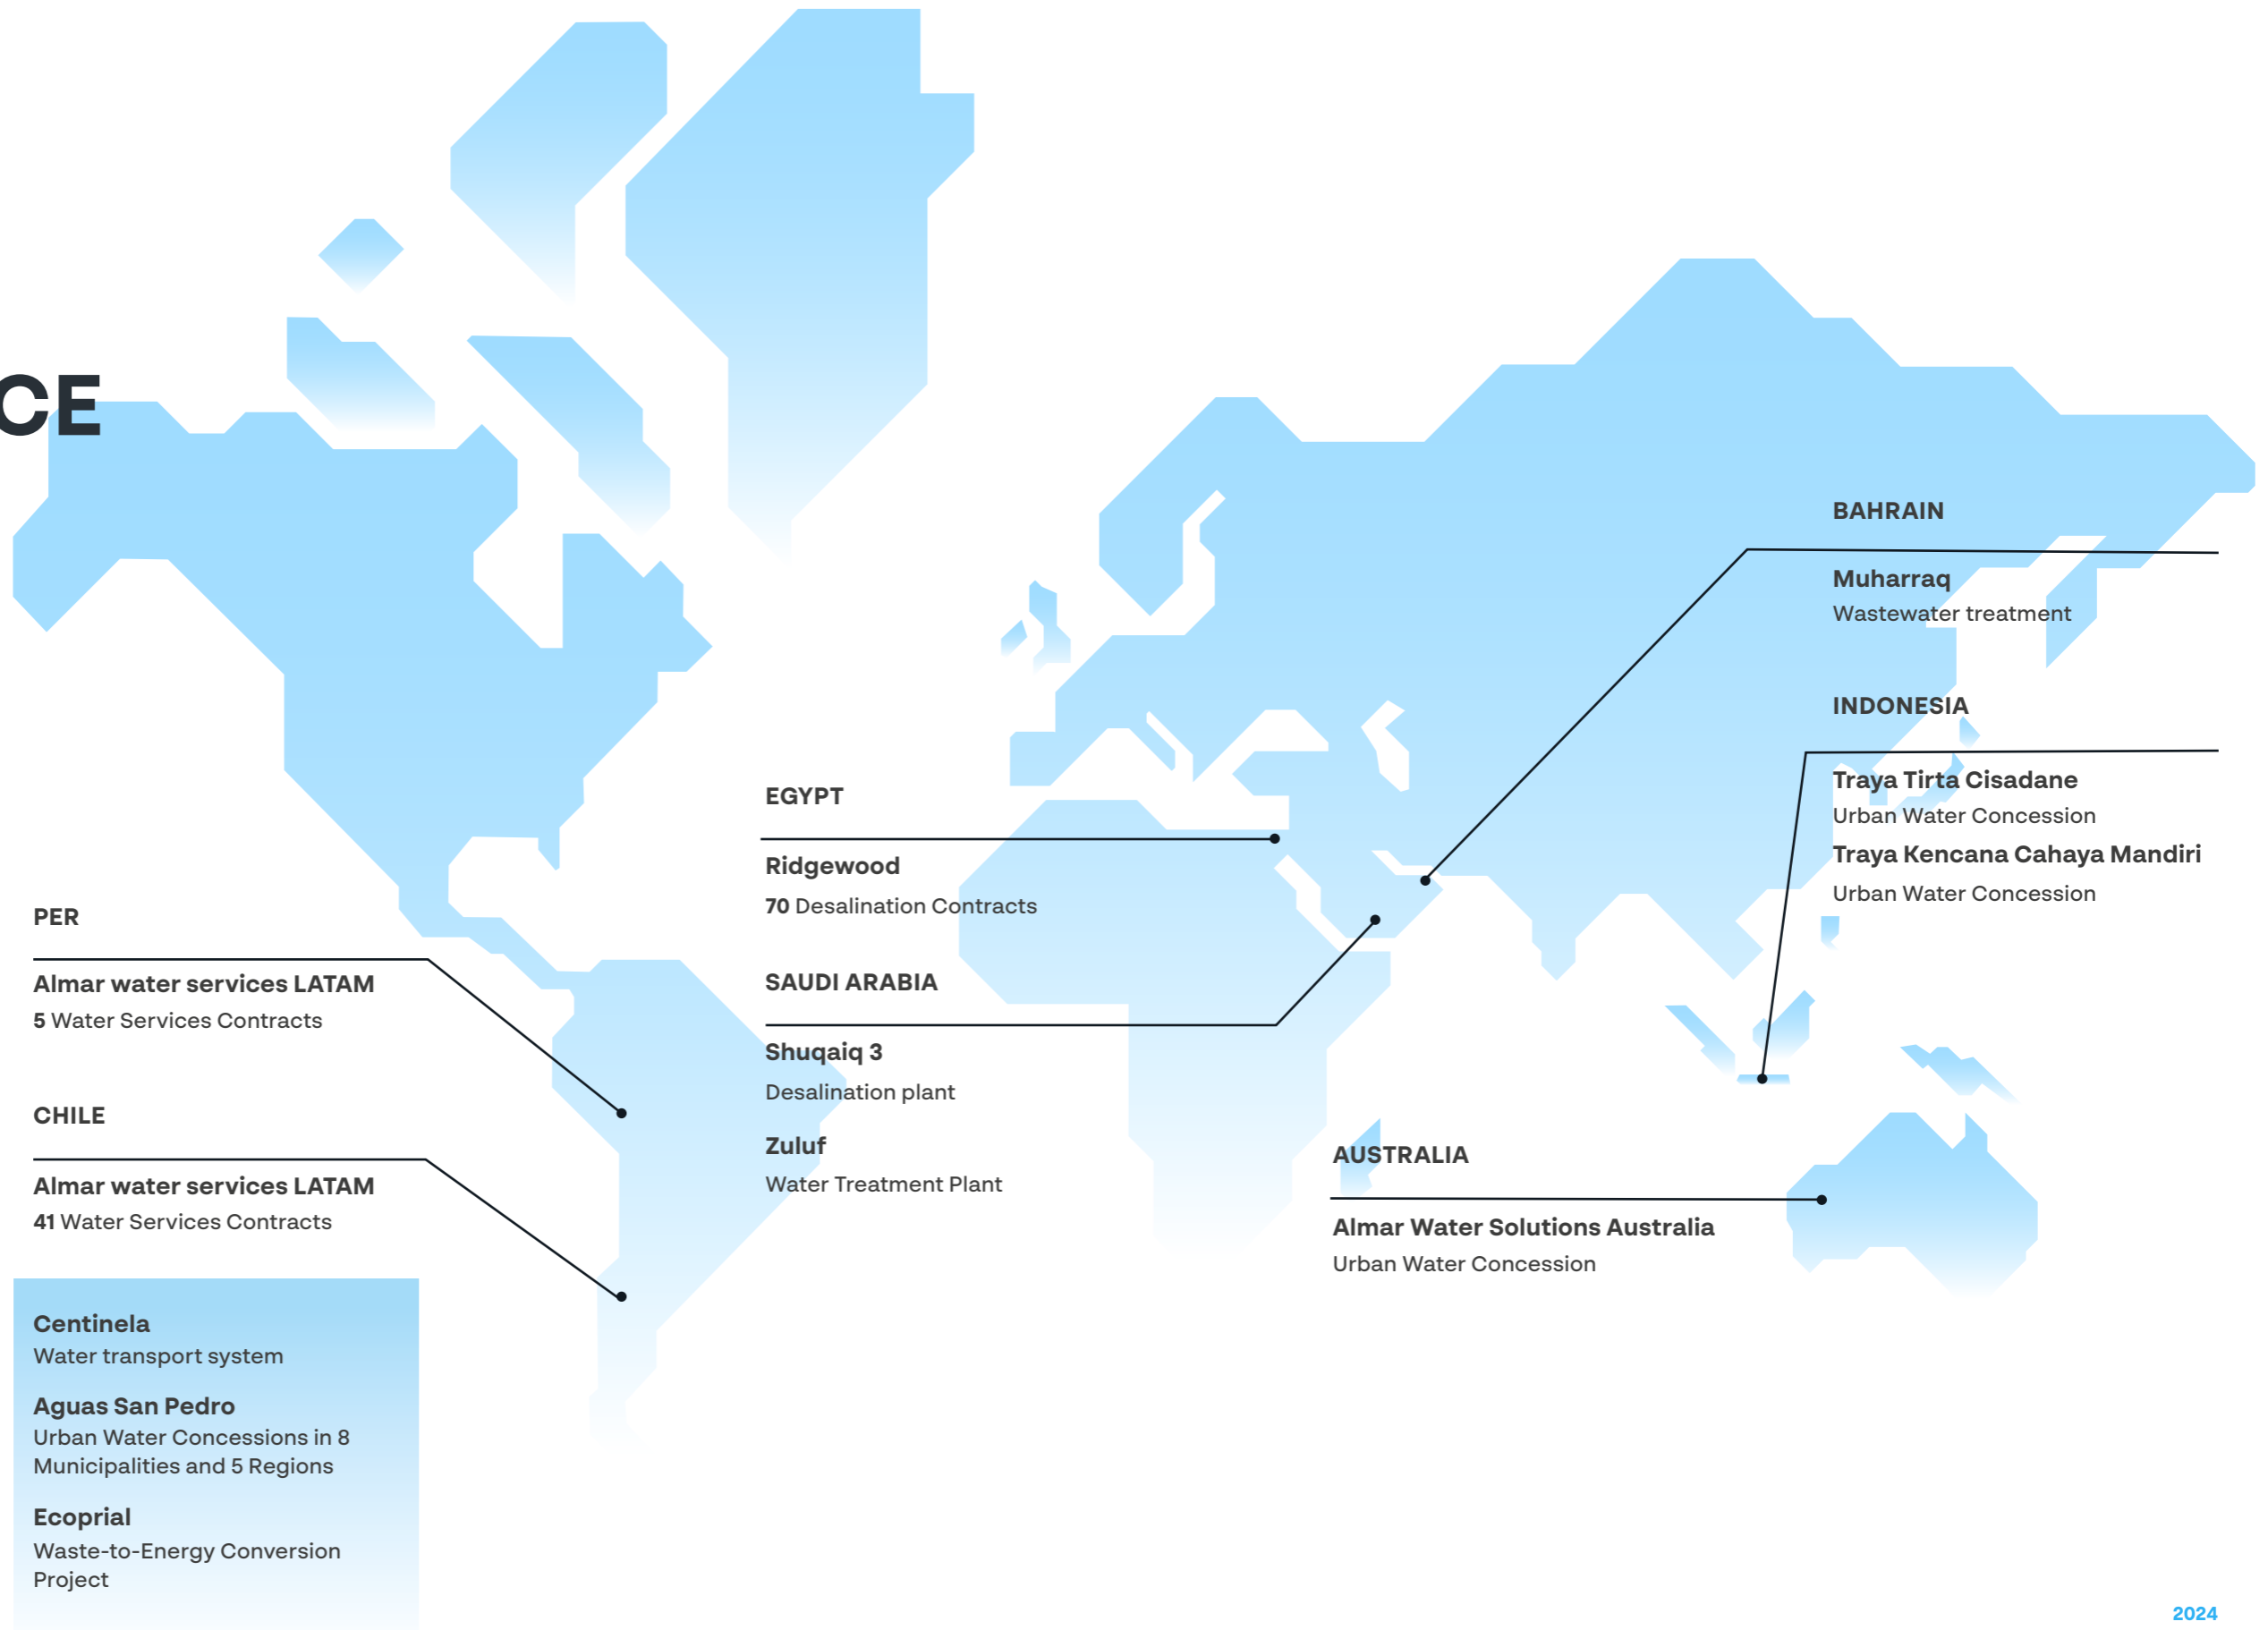 CE
PER
Almar water services LATAM
5 Water Services Contracts
CHILE
Almar water services LATAM
41 Water Services Contracts
Centinela
Water transport system
Aguas San Pedro
Urban Water Concessions in 8
Municipalities and 5 Regions
Ecoprial
Waste-to-Energy Conversion
Project
EGYPT
Ridgewood
70 Desalination Contracts
SAUDI ARABIA
Shuqaiq 3
Desalination plant
Zuluf
Water Treatment Plant
BAHRAIN
Muharraq
Wastewater treatment
INDONESIA
Traya Tirta Cisadane
Urban Water Concession
Traya Kencana Cahaya Mandiri
Urban Water Concession
AUSTRALIA
Almar Water Solutions Australia
Urban Water Concession
2024